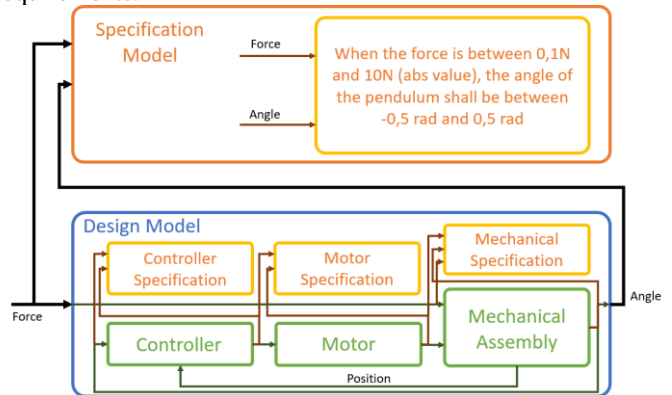 Specification
Model
Force
Angle
When the force is between 0,1N
and 10N (abs value), the angle of
the pendulum shall be between
-0,5 rad and 0,5 rad
Design Model
Controller
Specification
Motor
Specification
Mechanical
Specification
Force
Angle
Controller
Motor
Mechanical
Assembly
Position